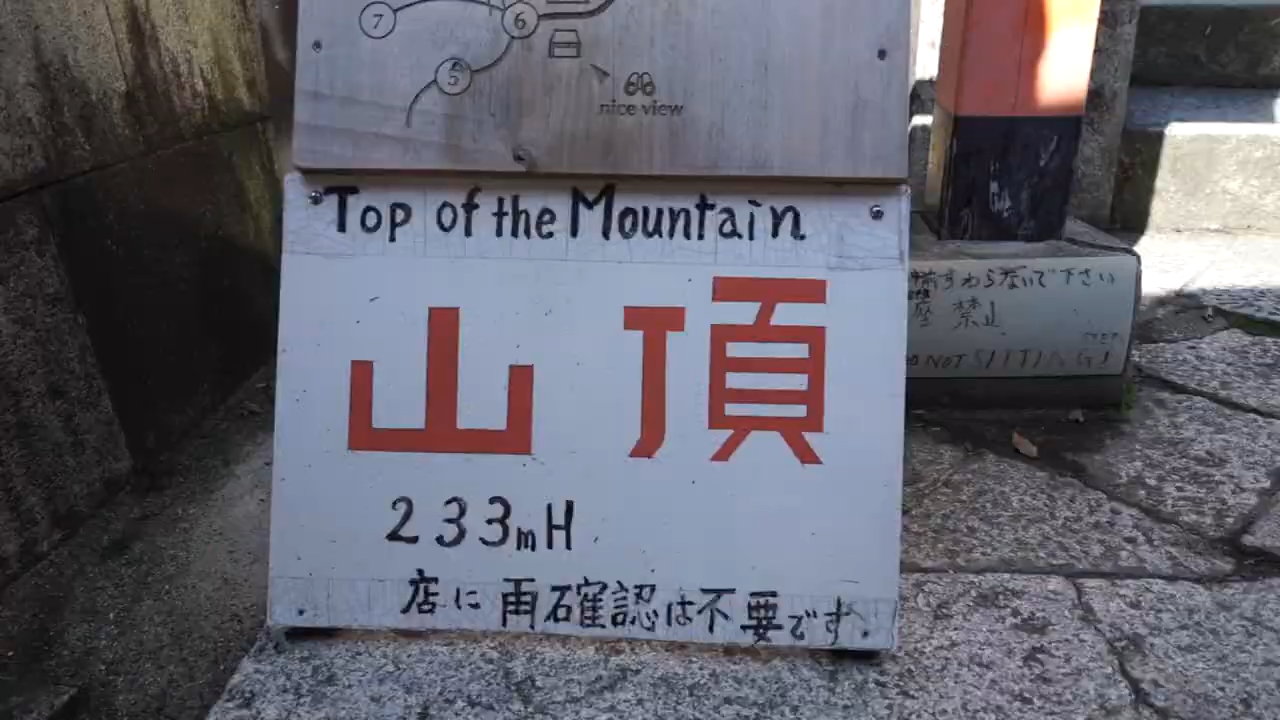 7
6
5
nice view
Top of the Mountain
山頂
233mH
店に再確認は不要です.
すわらないで下さい
禁止
DO NOT SITTING!